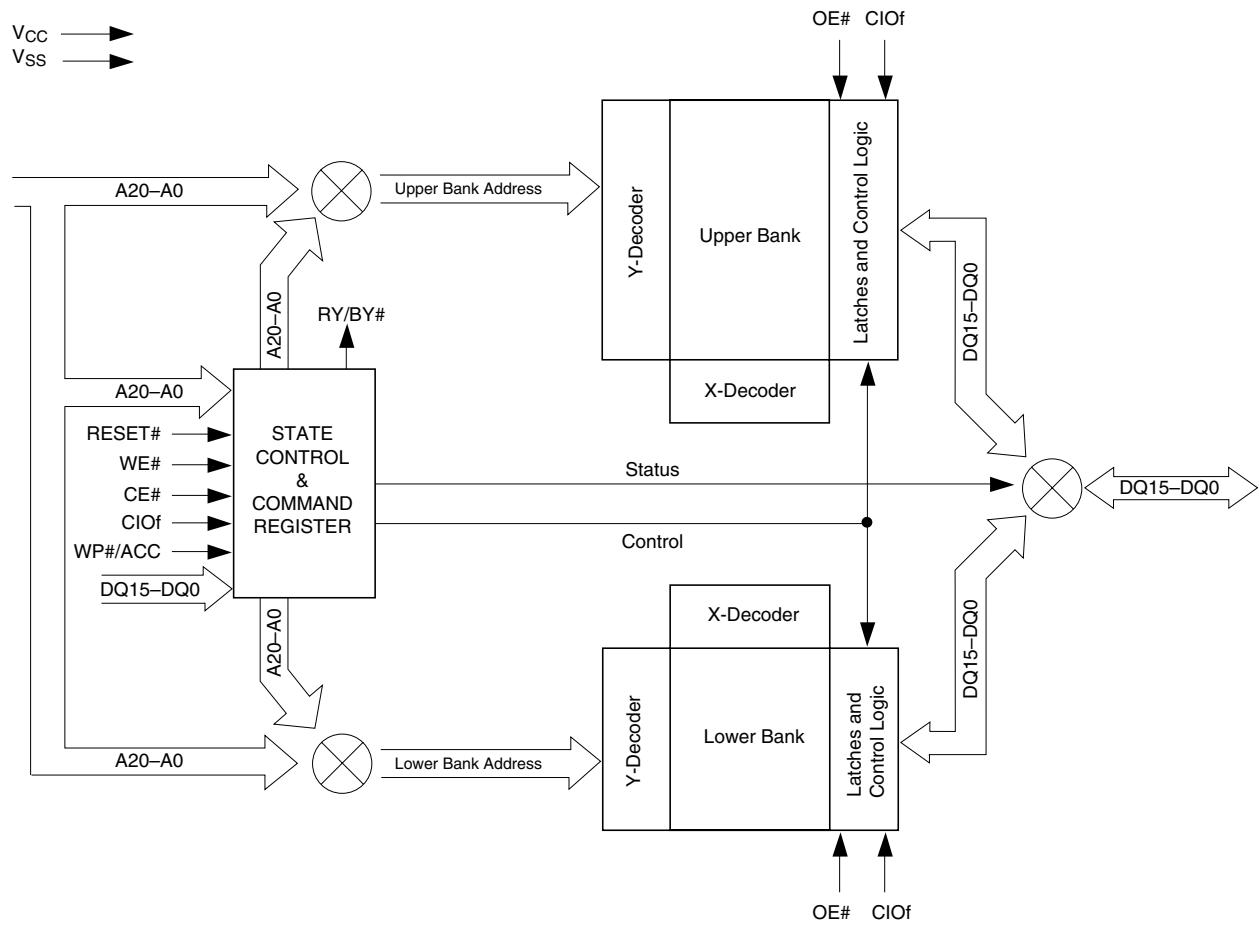 VCC
VSS
OE# CIOf
A20–A0
Upper Bank Address
Y-Decoder
Upper Bank
Latches and Control Logic
DQ15–DQ0
A20–A0
RY/BY#
X-Decoder
A20–A0
RESET#
WE#
CE#
CIOf
WP#/ACC
DQ15–DQ0
STATE
CONTROL
&
COMMAND
REGISTER
Status
Control
DQ15–DQ0
A20–A0
X-Decoder
DQ15–DQ0
Y-Decoder
Lower Bank
Latches and
Control Logic
A20–A0
Lower Bank Address
OE# CIOf